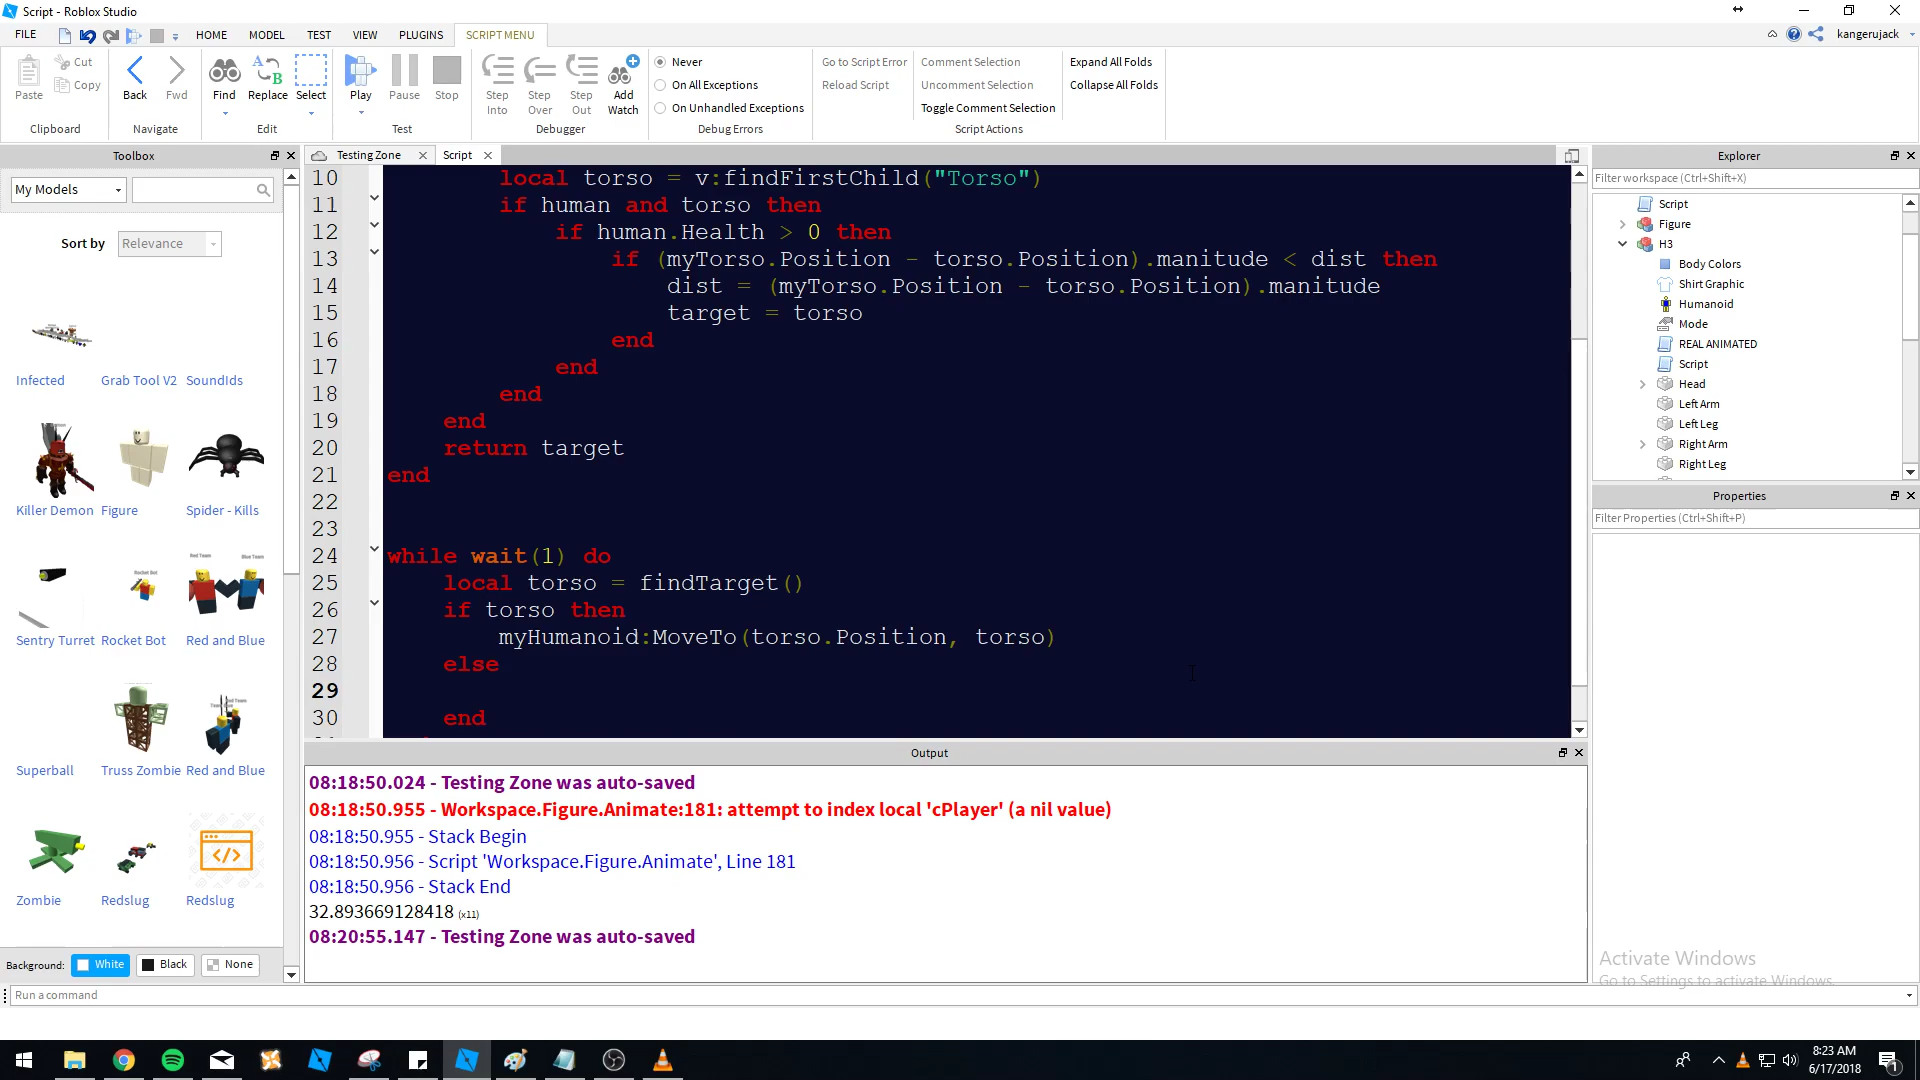 Script - Roblox Studio
FILE HOME MODEL TEST VIEW PLUGINS SCRIPT MENU kangerujack
Paste Cut Copy
Clipboard
Back Fwd
Navigate
Find Replace Select
Edit
Play Pause Stop
Test
Step Into Step Over Step Out Add Watch
Debugger
Never
On All Exceptions
On Unhandled Exceptions
Debug Errors
Go to Script Error
Reload Script
Comment Selection
Uncomment Selection
Toggle Comment Selection
Script Actions
Expand All Folds
Collapse All Folds
Toolbox
My Models
Sort by Relevance
Infected Grab Tool V2 SoundIds
Killer Demon Figure Spider - Kills
Red Team Blue Team
Rocket Bot
Sentry Turret Rocket Bot Red and Blue
Superball Truss Zombie Red and Blue
Zombie Redslug Redslug
Background: White Black None
Testing Zone Script
10 local torso = v:findFirstChild("Torso")
11 if human and torso then
12 if human.Health > 0 then
13 if (myTorso.Position - torso.Position).manitude < dist then
14 dist = (myTorso.Position - torso.Position).manitude
15 target = torso
16 end
17 end
18 end
19 end
20 return target
21 end
22
23
24 while wait(1) do
25 local torso = findTarget()
26 if torso then
27 myHumanoid:MoveTo(torso.Position, torso)
28 else
29
30 end
Output
08:18:50.024 - Testing Zone was auto-saved
08:18:50.955 - Workspace.Figure.Animate:181: attempt to index local 'cPlayer' (a nil value)
08:18:50.955 - Stack Begin
08:18:50.956 - Script 'Workspace.Figure.Animate', Line 181
08:18:50.956 - Stack End
32.893669128418 (x11)
08:20:55.147 - Testing Zone was auto-saved
Explorer
Filter workspace (Ctrl+Shift+X)
Script
Figure
H3
Body Colors
Shirt Graphic
Humanoid
Mode
REAL ANIMATED
Script
Head
Left Arm
Left Leg
Right Arm
Right Leg
Properties
Filter Properties (Ctrl+Shift+P)
Activate Windows
Go to Settings to activate Windows.
Run a command
8:23 AM
6/17/2018
1